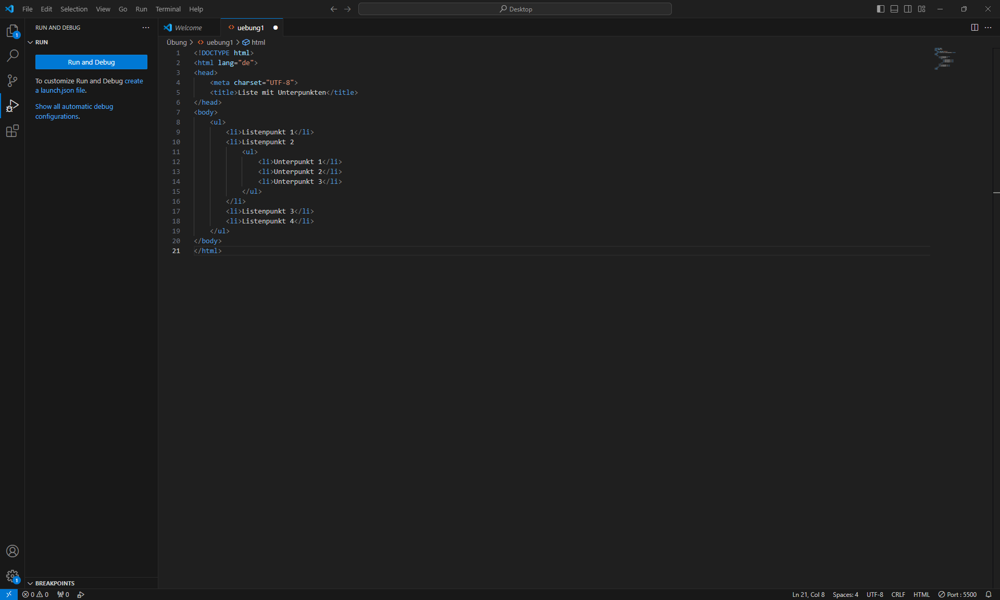 File Edit Selection View Go Run Terminal Help
Desktop
RUN AND DEBUG
RUN
Run and Debug
To customize Run and Debug create
a launch.json file.
Show all automatic debug
configurations.
BREAKPOINTS
Welcome
uebung1
Übung > uebung1 > html
1 <!DOCTYPE html>
2 <html lang="de">
3 <head>
4 <meta charset="UTF-8">
5 <title>Liste mit Unterpunkten</title>
6 </head>
7 <body>
8 <ul>
9 <li>Listenpunkt 1</li>
10 <li>Listenpunkt 2
11 <ul>
12 <li>Unterpunkt 1</li>
13 <li>Unterpunkt 2</li>
14 <li>Unterpunkt 3</li>
15 </ul>
16 </li>
17 <li>Listenpunkt 3</li>
18 <li>Listenpunkt 4</li>
19 </ul>
20 </body>
21 </html>
1
1
0 0 0
Ln 21, Col 8 Spaces: 4 UTF-8 CRLF HTML Port : 5500